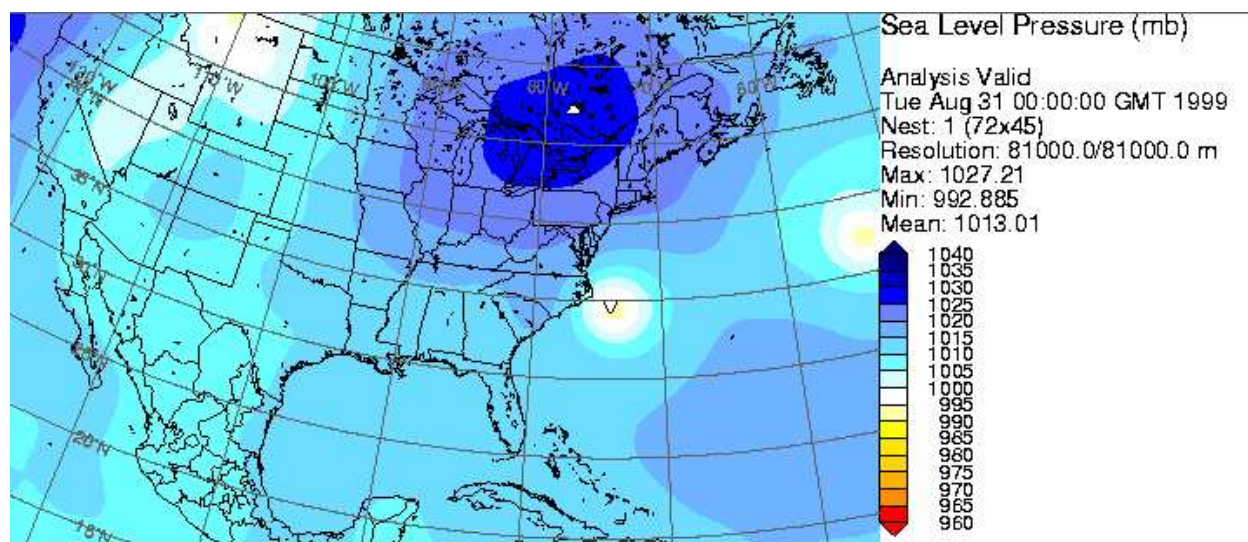 Sea Level Pressure (mb)
Analysis Valid
Tue Aug 31 00:00:00 GMT 1999
Nest: 1 (72x45)
Resolution: 81000.0/81000.0 m
Max: 1027.21
Min: 992.885
Mean: 1013.01
1040
1035
1030
1025
1020
1015
1010
1005
1000
995
990
985
980
975
970
965
960
110°W
100°W
80°W
70°W
60°W
35°N
20°N